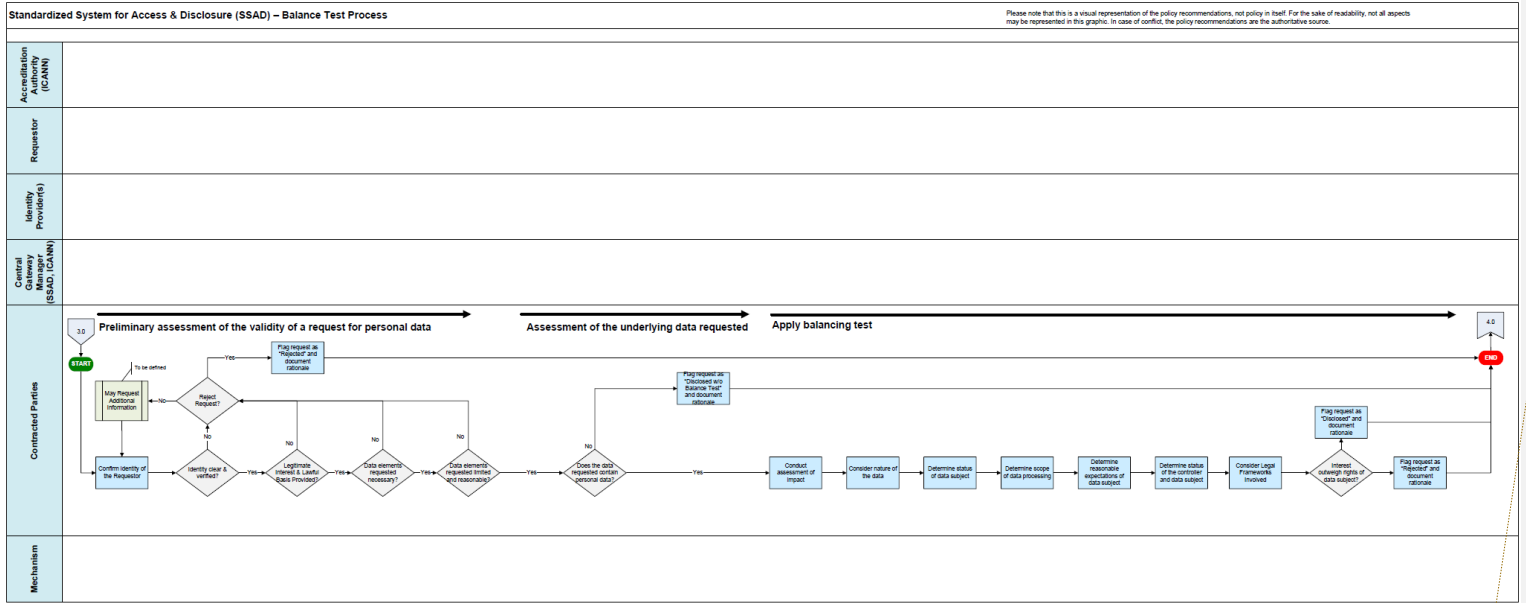 Standardized System for Access & Disclosure (SSAD) – Balance Test Process
Please note that this is a visual representation of the policy recommendations, not policy in itself. For the sake of readability, not all aspects
may be represented in this graphic. In case of conflict, the policy recommendations are the authoritative source.
Accreditation
Authority
(ICANN)
Requestor
Identity
Provider(s)
Central
Gateway
Manager
(SSAD, ICANN)
Contracted Parties
Mechanism
3.0
Preliminary assessment of the validity of a request for personal data
Assessment of the underlying data requested
Apply balancing test
4.0
START
To be defined
Yes
Flag request as
"Rejected" and
document
rationale
END
May Request
Additional
Information
No
Reject
Request?
Flag request as
"Disclosed w/o
Balance Test"
and document
rationale
Flag request as
"Disclosed" and
document
rationale
No
No
No
No
No
Confirm Identity of
the Requestor
Identity clear &
verified?
Yes
Legitimate
Interest & Lawful
Basis Provided?
Yes
Data elements
requested
necessary?
Yes
Data elements
requested limited
and reasonable?
Yes
Does the data
requested contain
personal data?
Yes
Conduct
assessment of
impact
Consider nature of
the data
Determine status
of data subject
Determine scope
of data processing
Determine
reasonable
expectations of
data subject
Determine status
of the controller
and data subject
Consider Legal
Frameworks
Involved
Interest
outweigh rights of
data subject?
Flag request as
"Rejected" and
document
rationale